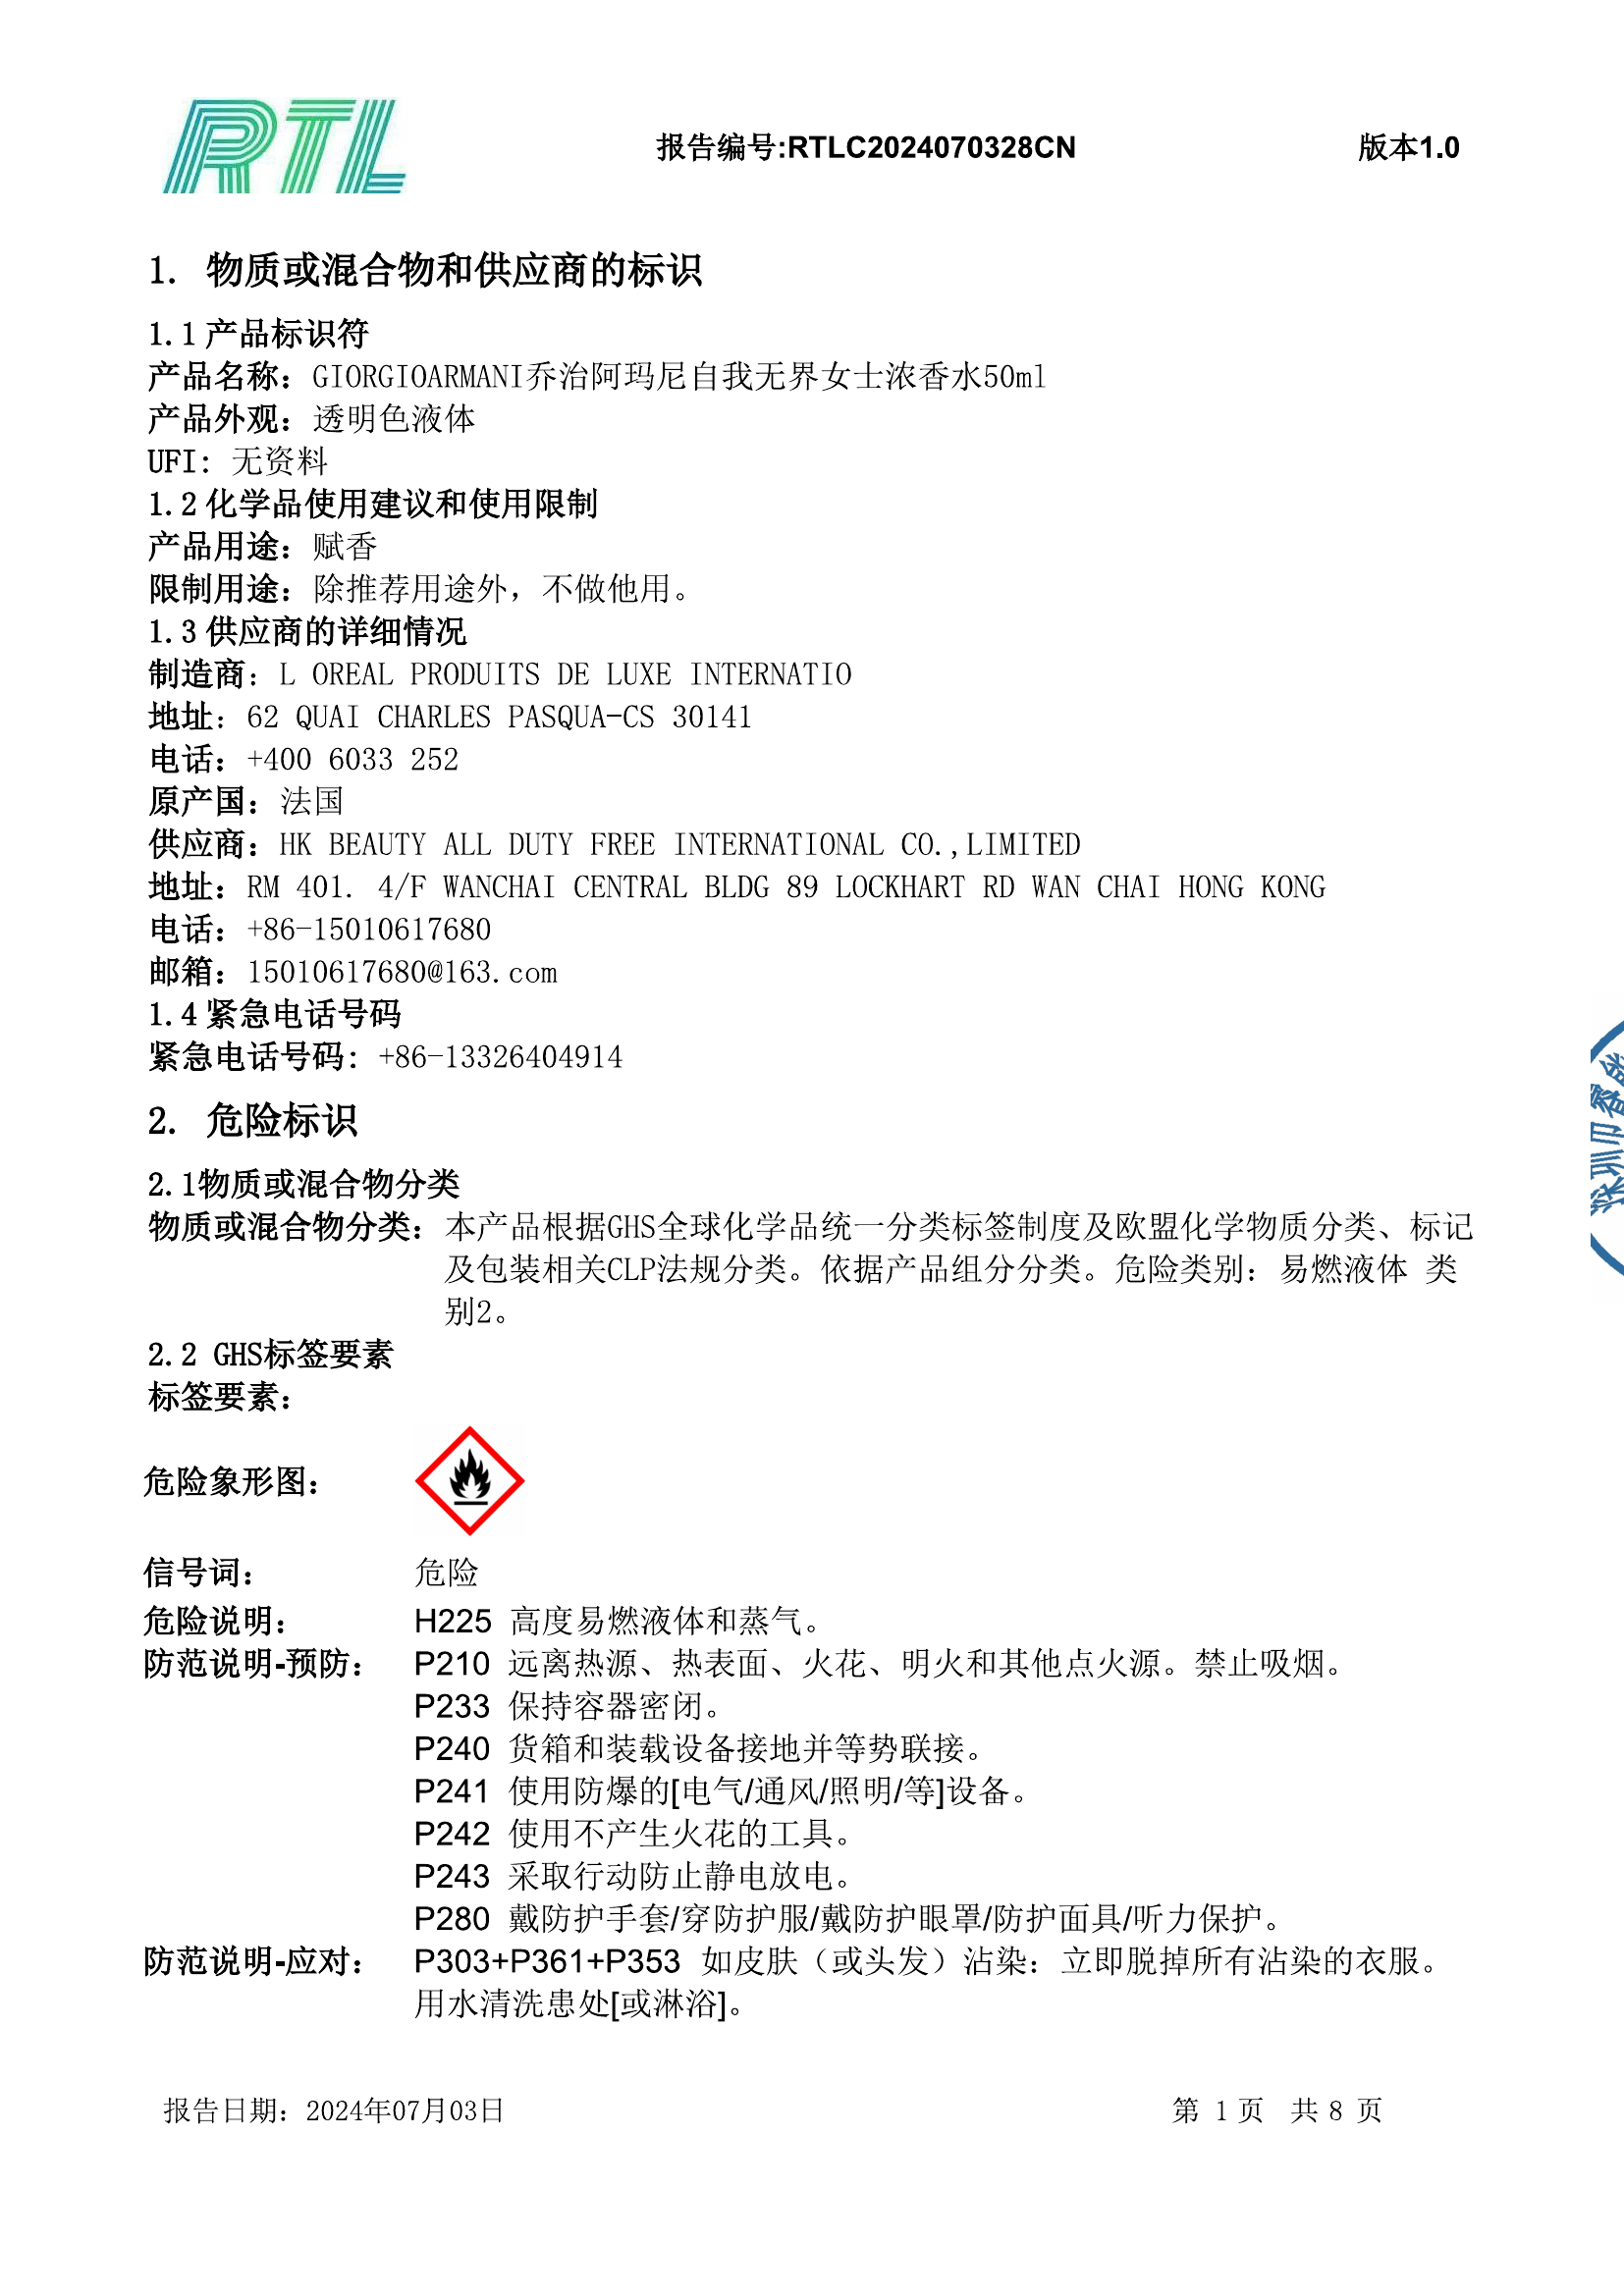 RTL
报告编号:RTLC2024070328CN 版本1.0
1. 物质或混合物和供应商的标识
1.1 产品标识符
产品名称：GIORGIOARMANI乔治阿玛尼自我无界女士浓香水50ml
产品外观：透明色液体
UFI: 无资料
1.2 化学品使用建议和使用限制
产品用途：赋香
限制用途：除推荐用途外，不做他用。
1.3 供应商的详细情况
制造商: L OREAL PRODUITS DE LUXE INTERNATIO
地址: 62 QUAI CHARLES PASQUA-CS 30141
电话：+400 6033 252
原产国：法国
供应商：HK BEAUTY ALL DUTY FREE INTERNATIONAL CO.,LIMITED
地址：RM 401. 4/F WANCHAI CENTRAL BLDG 89 LOCKHART RD WAN CHAI HONG KONG
电话：+86-15010617680
邮箱：15010617680@163.com
1.4 紧急电话号码
紧急电话号码: +86-13326404914
2. 危险标识
2.1物质或混合物分类
物质或混合物分类：本产品根据GHS全球化学品统一分类标签制度及欧盟化学物质分类、标记
及包装相关CLP法规分类。依据产品组分分类。危险类别：易燃液体 类
别2。
2.2 GHS标签要素
标签要素：
危险象形图：
信号词： 危险
危险说明： H225 高度易燃液体和蒸气。
防范说明-预防： P210 远离热源、热表面、火花、明火和其他点火源。禁止吸烟。
P233 保持容器密闭。
P240 货箱和装载设备接地并等势联接。
P241 使用防爆的[电气/通风/照明/等]设备。
P242 使用不产生火花的工具。
P243 采取行动防止静电放电。
P280 戴防护手套/穿防护服/戴防护眼罩/防护面具/听力保护。
防范说明-应对： P303+P361+P353 如皮肤（或头发）沾染：立即脱掉所有沾染的衣服。
用水清洗患处[或淋浴]。
报告日期：2024年07月03日 第 1 页 共 8 页